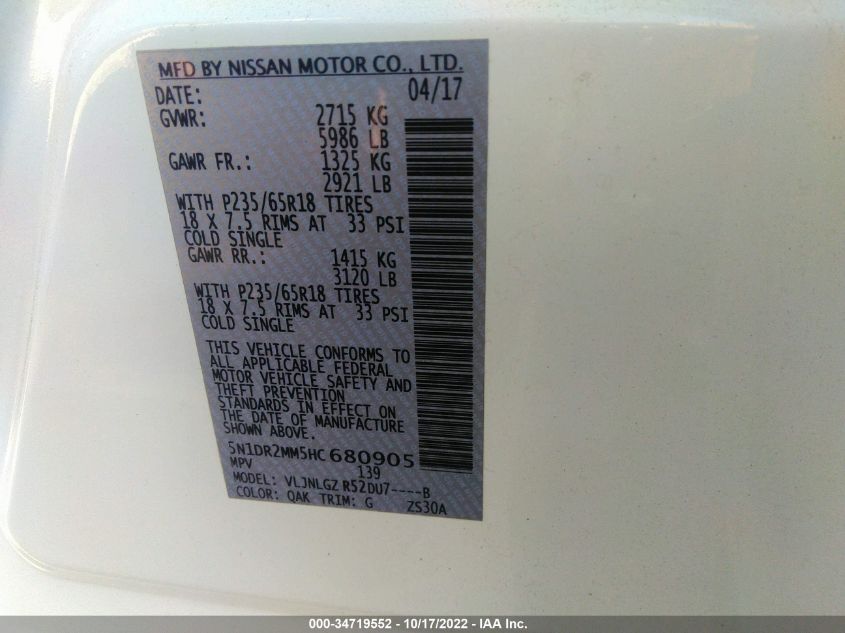 MFD BY NISSAN MOTOR CO., LTD.
DATE: 04/17
GVWR: 2715 KG
5986 LB
GAWR FR.: 1325 KG
2921 LB
WITH P235/65R18 TIRES
18 X 7.5 RIMS AT 33 PSI
COLD SINGLE
GAWR RR.: 1415 KG
3120 LB
WITH P235/65R18 TIRES
18 X 7.5 RIMS AT 33 PSI
COLD SINGLE
THIS VEHICLE CONFORMS TO
ALL APPLICABLE FEDERAL
MOTOR VEHICLE SAFETY AND
THEFT PREVENTION
STANDARDS IN EFFECT ON
THE DATE OF MANUFACTURE
SHOWN ABOVE.
5N1DR2MM5HC680905
MPV 139
MODEL: VLJNLGZ R52DU7----B
COLOR: QAK TRIM: G ZS30A
000-34719552 - 10/17/2022 - IAA Inc.